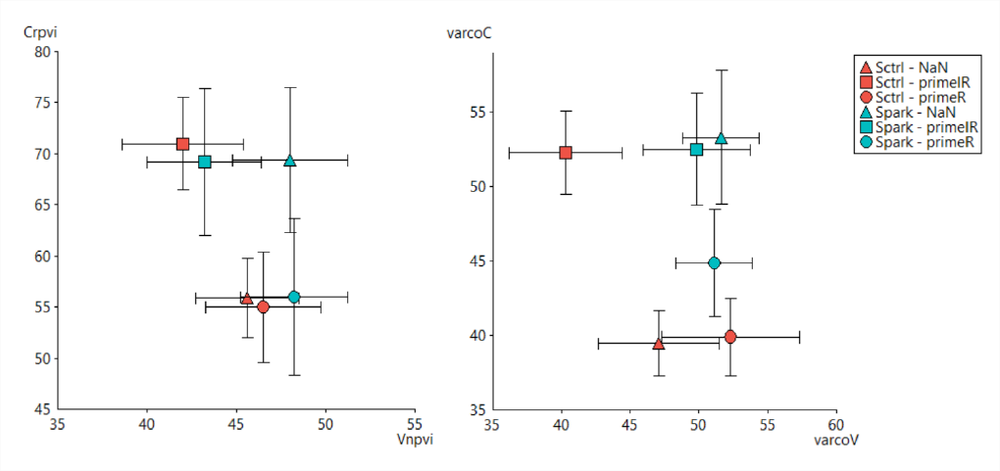 Crpvi
80
75
70
65
60
55
50
45
35 40 45 50 55
Vnpvi
varcoC
55
50
45
40
35
35 40 45 50 55 60
varcoV
Sctrl - NaN
Sctrl - primeIR
Sctrl - primeR
Spark - NaN
Spark - primeIR
Spark - primeR